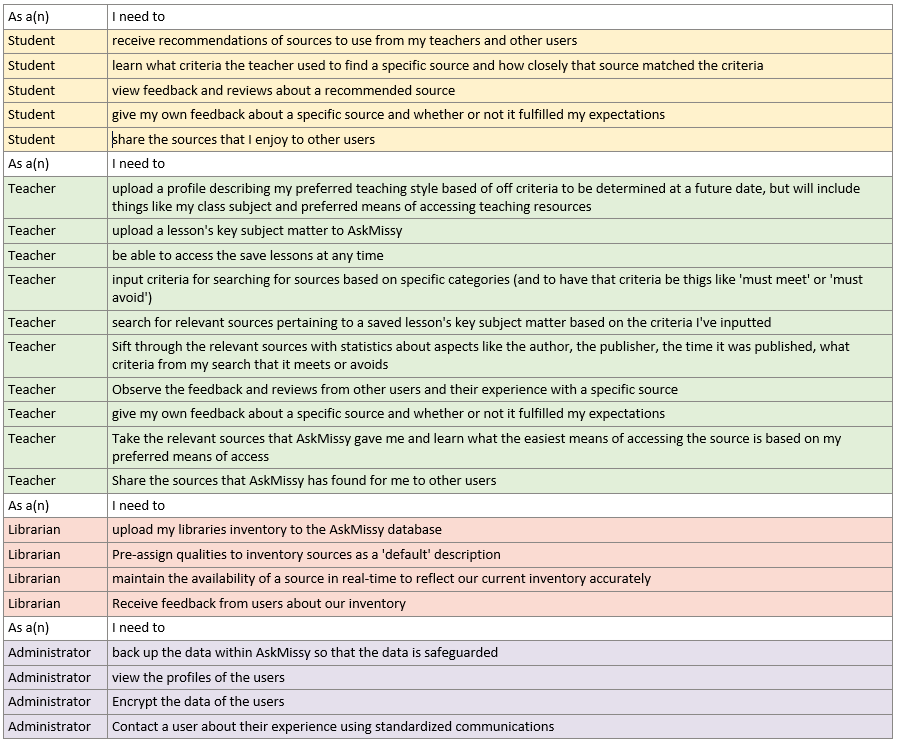 As a(n) I need to
Student receive recommendations of sources to use from my teachers and other users
Student learn what criteria the teacher used to find a specific source and how closely that source matched the criteria
Student view feedback and reviews about a recommended source
Student give my own feedback about a specific source and whether or not it fulfilled my expectations
Student share the sources that I enjoy to other users
As a(n) I need to
Teacher upload a profile describing my preferred teaching style based of off criteria to be determined at a future date, but will include
things like my class subject and preferred means of accessing teaching resources
Teacher upload a lesson's key subject matter to AskMissy
Teacher be able to access the save lessons at any time
Teacher input criteria for searching for sources based on specific categories (and to have that criteria be thigs like 'must meet' or 'must
avoid')
Teacher search for relevant sources pertaining to a saved lesson's key subject matter based on the criteria I've inputted
Teacher Sift through the relevant sources with statistics about aspects like the author, the publisher, the time it was published, what
criteria from my search that it meets or avoids
Teacher Observe the feedback and reviews from other users and their experience with a specific source
Teacher give my own feedback about a specific source and whether or not it fulfilled my expectations
Teacher Take the relevant sources that AskMissy gave me and learn what the easiest means of accessing the source is based on my
preferred means of access
Teacher Share the sources that AskMissy has found for me to other users
As a(n) I need to
Librarian upload my libraries inventory to the AskMissy database
Librarian Pre-assign qualities to inventory sources as a 'default' description
Librarian maintain the availability of a source in real-time to reflect our current inventory accurately
Librarian Receive feedback from users about our inventory
As a(n) I need to
Administrator back up the data within AskMissy so that the data is safeguarded
Administrator view the profiles of the users
Administrator Encrypt the data of the users
Administrator Contact a user about their experience using standardized communications